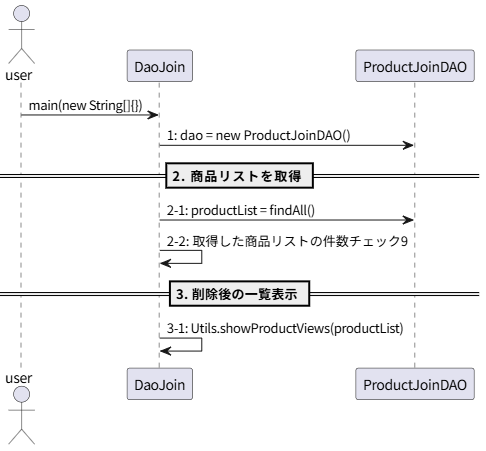 user
DaoJoin
ProductJoinDAO
main(new String[]{})
1: dao = new ProductJoinDAO()
2. 商品リストを取得
2-1: productList = findAll()
2-2: 取得した商品リストの件数チェック9
3. 削除後の一覧表示
3-1: Utils.showProductViews(productList)
user
DaoJoin
ProductJoinDAO